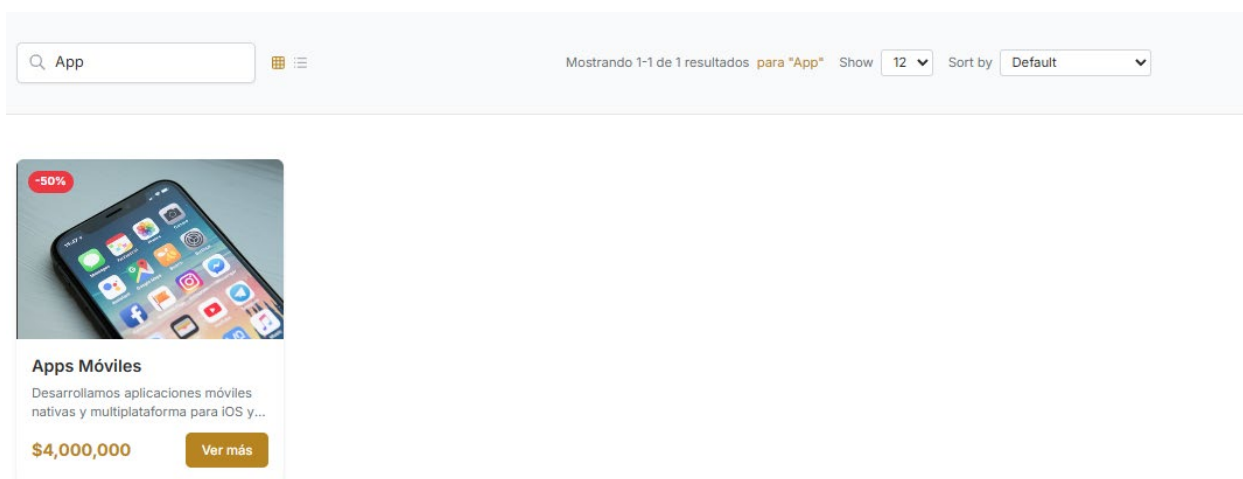 App
Mostrando 1-1 de 1 resultados para "App" Show 12 Sort by Default
-50%
Apps Móviles
Desarrollamos aplicaciones móviles
nativas y multiplataforma para iOS y...
$4,000,000 Ver más